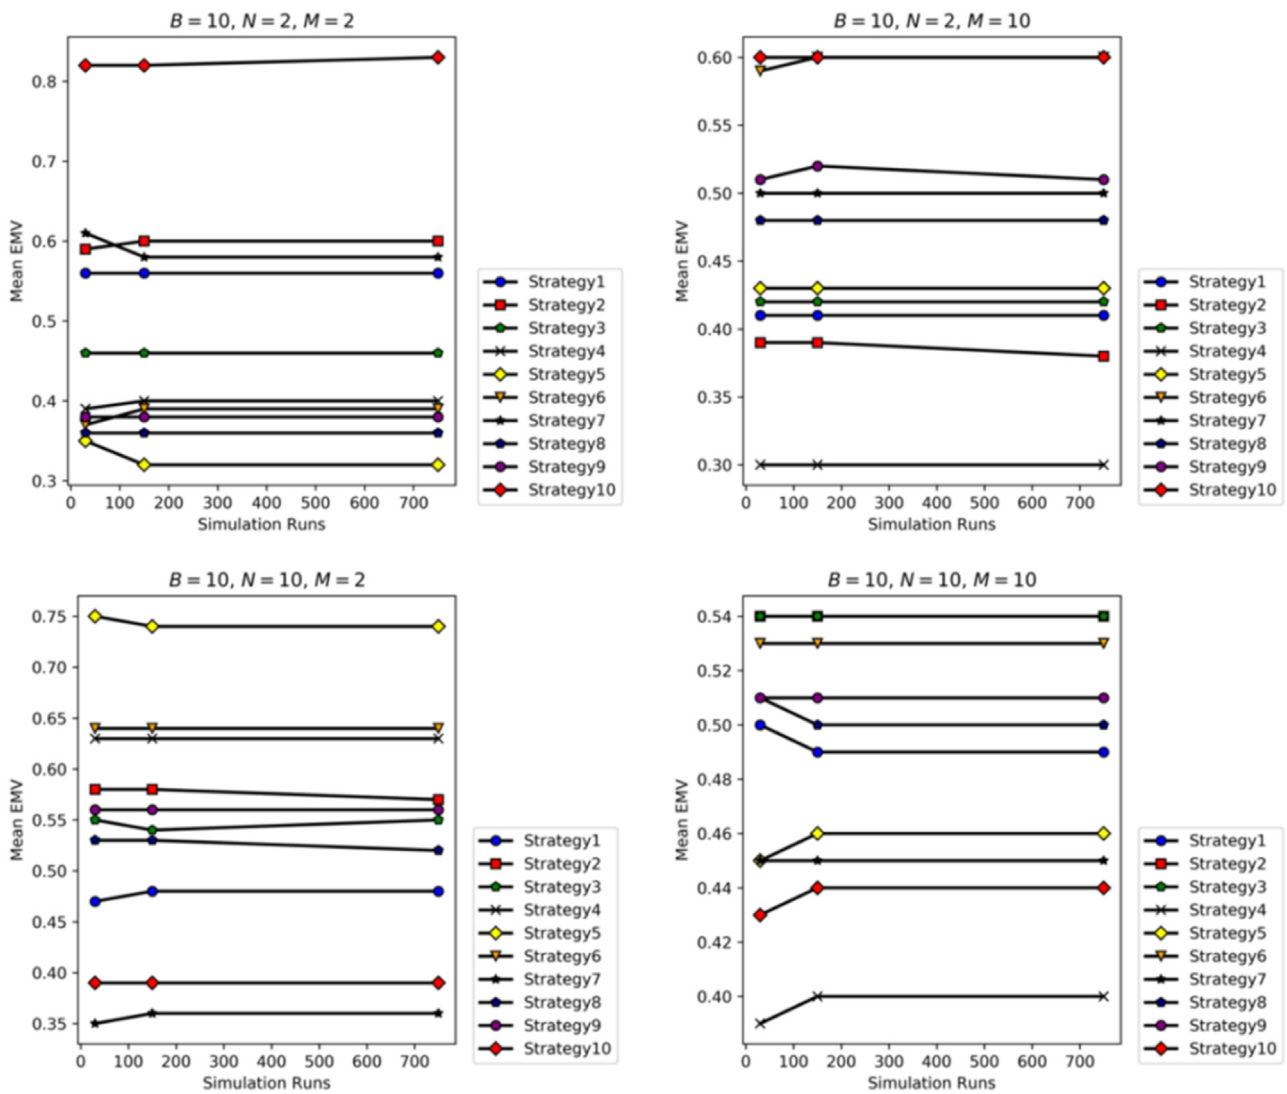 B = 10, N = 2, M = 2
0.8
0.7
0.6
0.5
0.4
0.3
Mean EMV
0 100 200 300 400 500 600 700
Simulation Runs
Strategy1
Strategy2
Strategy3
Strategy4
Strategy5
Strategy6
Strategy7
Strategy8
Strategy9
Strategy10
B = 10, N = 2, M = 10
0.60
0.55
0.50
0.45
0.40
0.35
0.30
Mean EMV
0 100 200 300 400 500 600 700
Simulation Runs
Strategy1
Strategy2
Strategy3
Strategy4
Strategy5
Strategy6
Strategy7
Strategy8
Strategy9
Strategy10
B = 10, N = 10, M = 2
0.75
0.70
0.65
0.60
0.55
0.50
0.45
0.40
0.35
Mean EMV
0 100 200 300 400 500 600 700
Simulation Runs
Strategy1
Strategy2
Strategy3
Strategy4
Strategy5
Strategy6
Strategy7
Strategy8
Strategy9
Strategy10
B = 10, N = 10, M = 10
0.54
0.52
0.50
0.48
0.46
0.44
0.42
0.40
Mean EMV
0 100 200 300 400 500 600 700
Simulation Runs
Strategy1
Strategy2
Strategy3
Strategy4
Strategy5
Strategy6
Strategy7
Strategy8
Strategy9
Strategy10